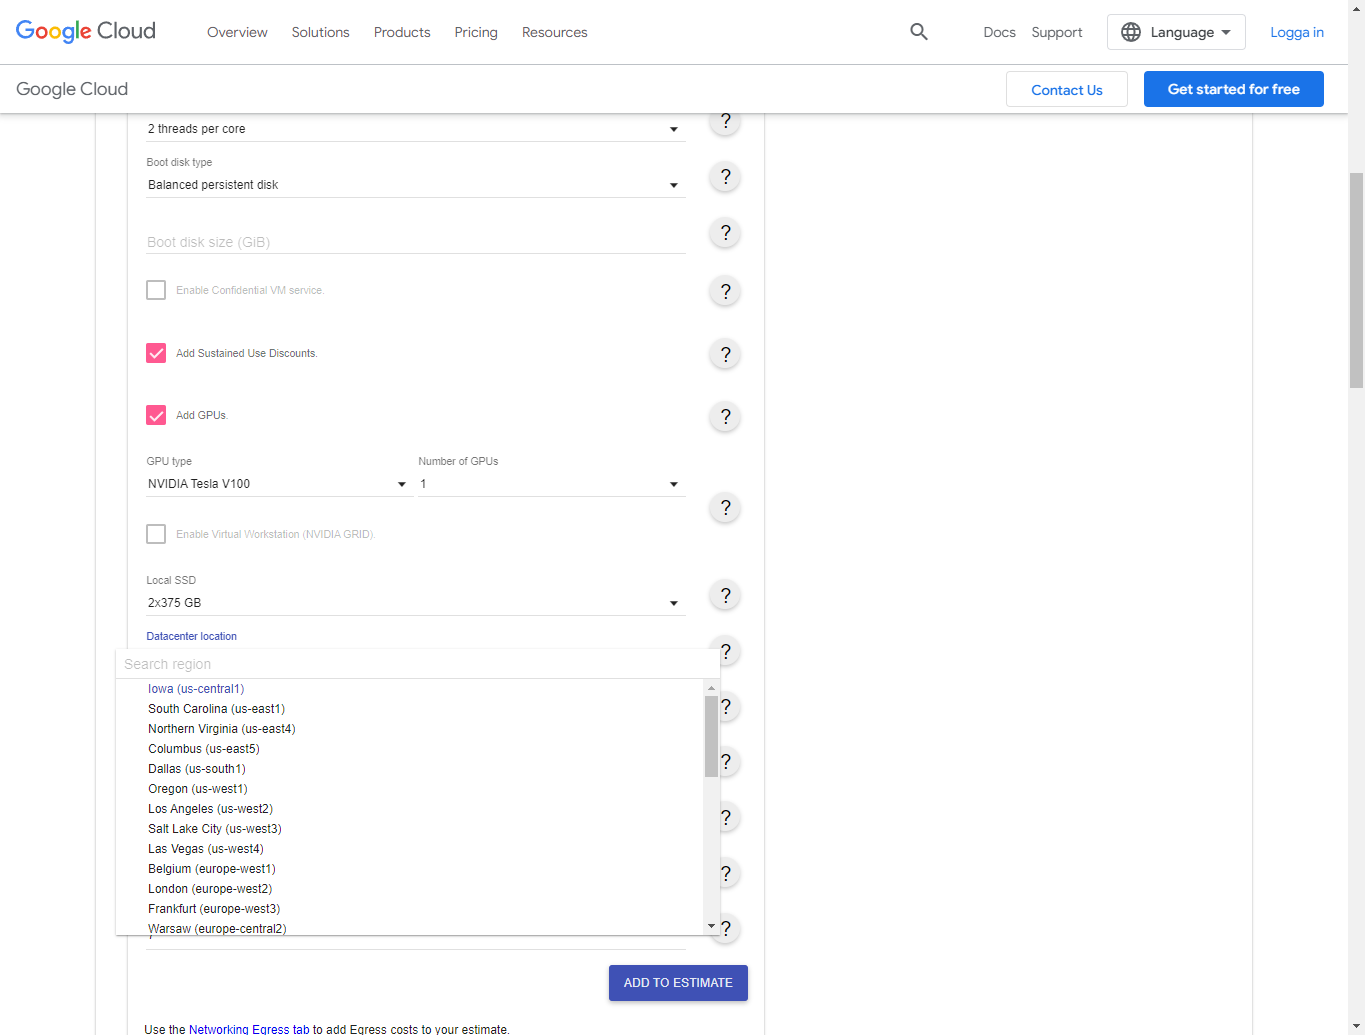 Google Cloud
Overview
Solutions
Products
Pricing
Resources
Docs
Support
Language
Logga in
Google Cloud
Contact Us
Get started for free
2 threads per core
?
Boot disk type
Balanced persistent disk
?
Boot disk size (GiB)
?
Enable Confidential VM service.
?
Add Sustained Use Discounts.
?
Add GPUs.
?
GPU type
Number of GPUs
NVIDIA Tesla V100
1
?
Enable Virtual Workstation (NVIDIA GRID).
Local SSD
2x375 GB
?
Datacenter location
?
Search region
Iowa (us-central1)
South Carolina (us-east1)
?
Northern Virginia (us-east4)
Columbus (us-east5)
Dallas (us-south1)
?
Oregon (us-west1)
Los Angeles (us-west2)
?
Salt Lake City (us-west3)
Las Vegas (us-west4)
Belgium (europe-west1)
?
London (europe-west2)
Frankfurt (europe-west3)
Warsaw (europe-central2)
?
ADD TO ESTIMATE
Use the Networking Egress tab to add Egress costs to your estimate.